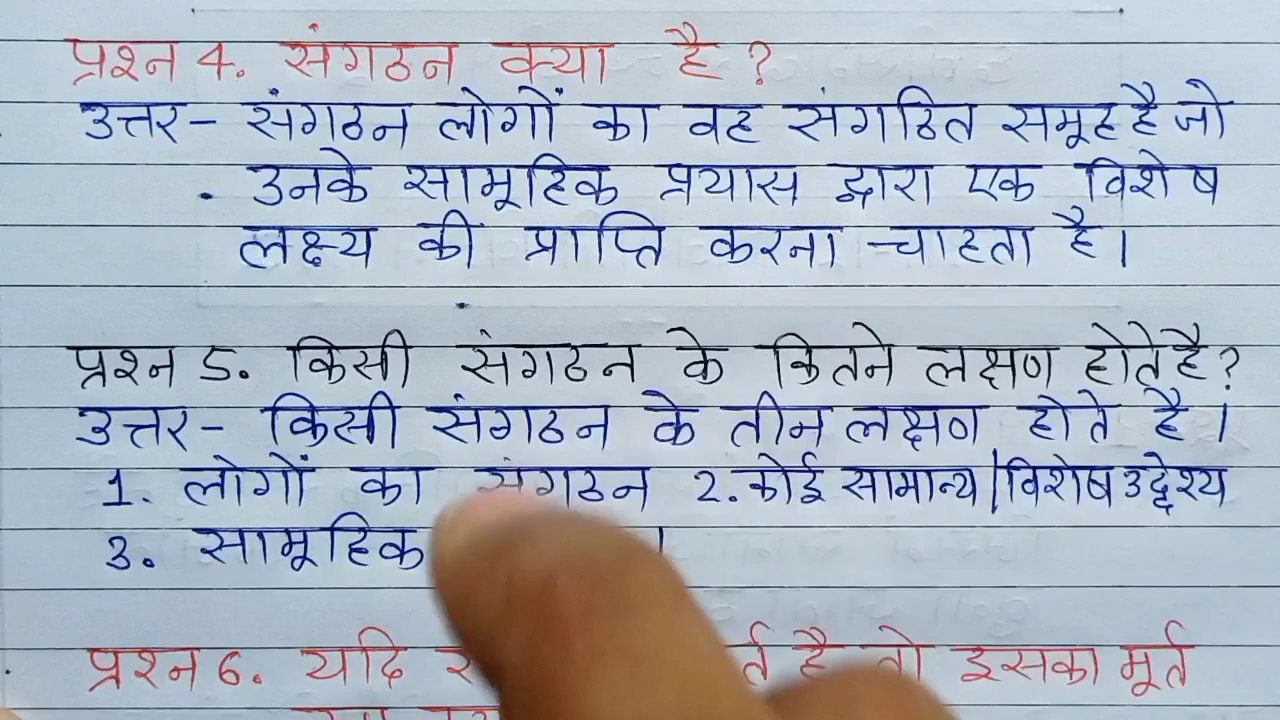 प्रश्न 4. संगठन क्या है ?
उत्तर- संगठन लोगों का वह संगठित समूह है जो
उनके सामूहिक प्रयास द्वारा एक विशेष
लक्ष्य की प्राप्ति करना चाहता है।
प्रश्न 5. किसी संगठन के कितने लक्षण होते है?
उत्तर- किसी संगठन के तीन लक्षण होते है।
1. लोगों का संगठन 2. कोई सामान्य/विशेष उद्देश्य
3. सामूहिक
प्रश्न 6. यदि है तो इसका मूर्त